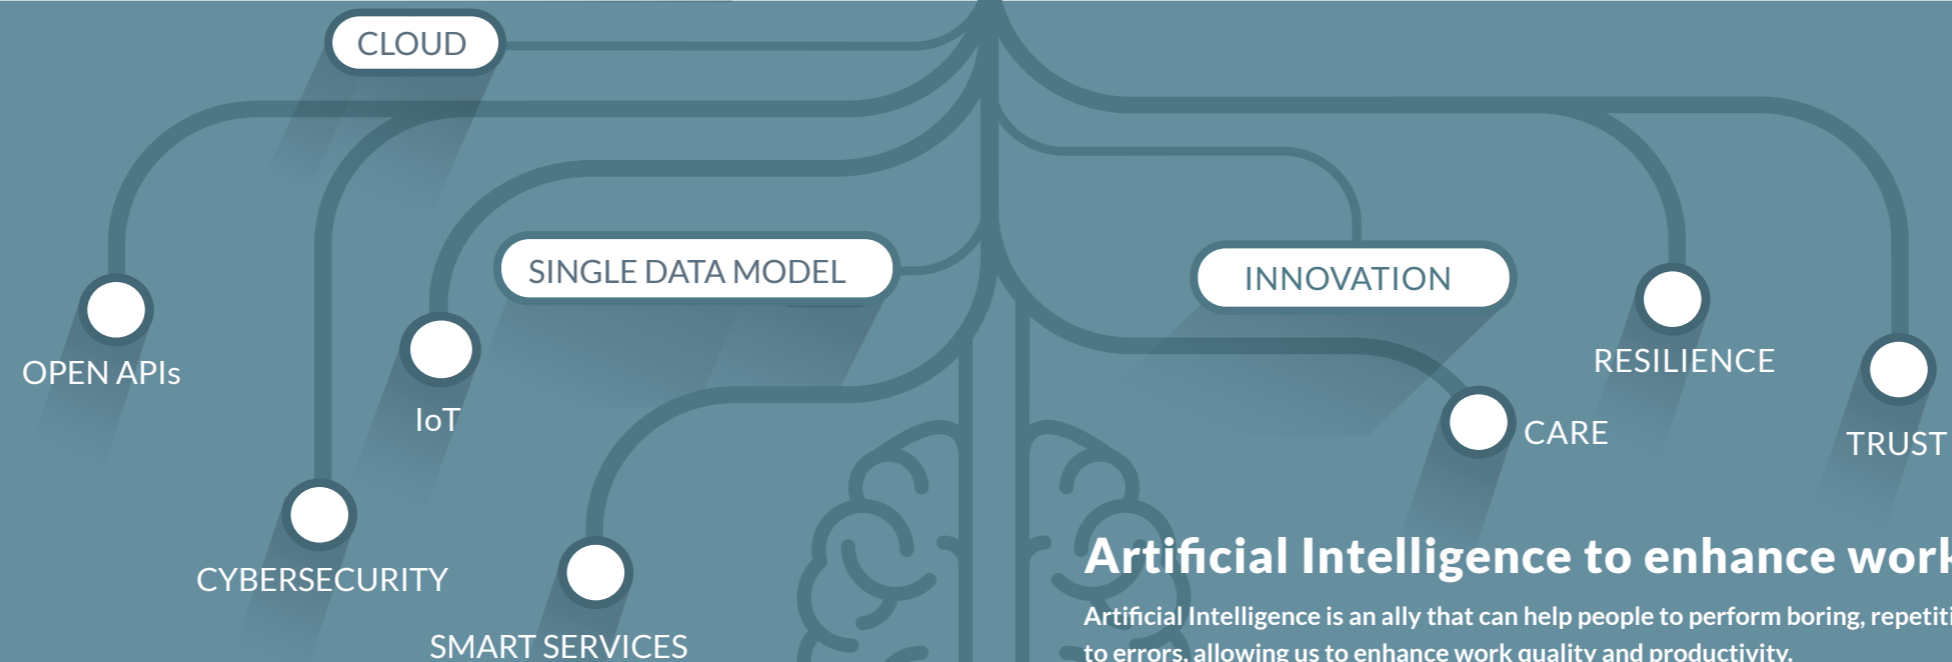 CLOUD
SINGLE DATA MODEL
INNOVATION
OPEN APIs
IoT
RESILIENCE
CARE
TRUST
CYBERSECURITY
SMART SERVICES
Artificial Intelligence to enhance work
Artificial Intelligence is an ally that can help people to perform boring, repetiti
to errors, allowing us to enhance work quality and productivity.